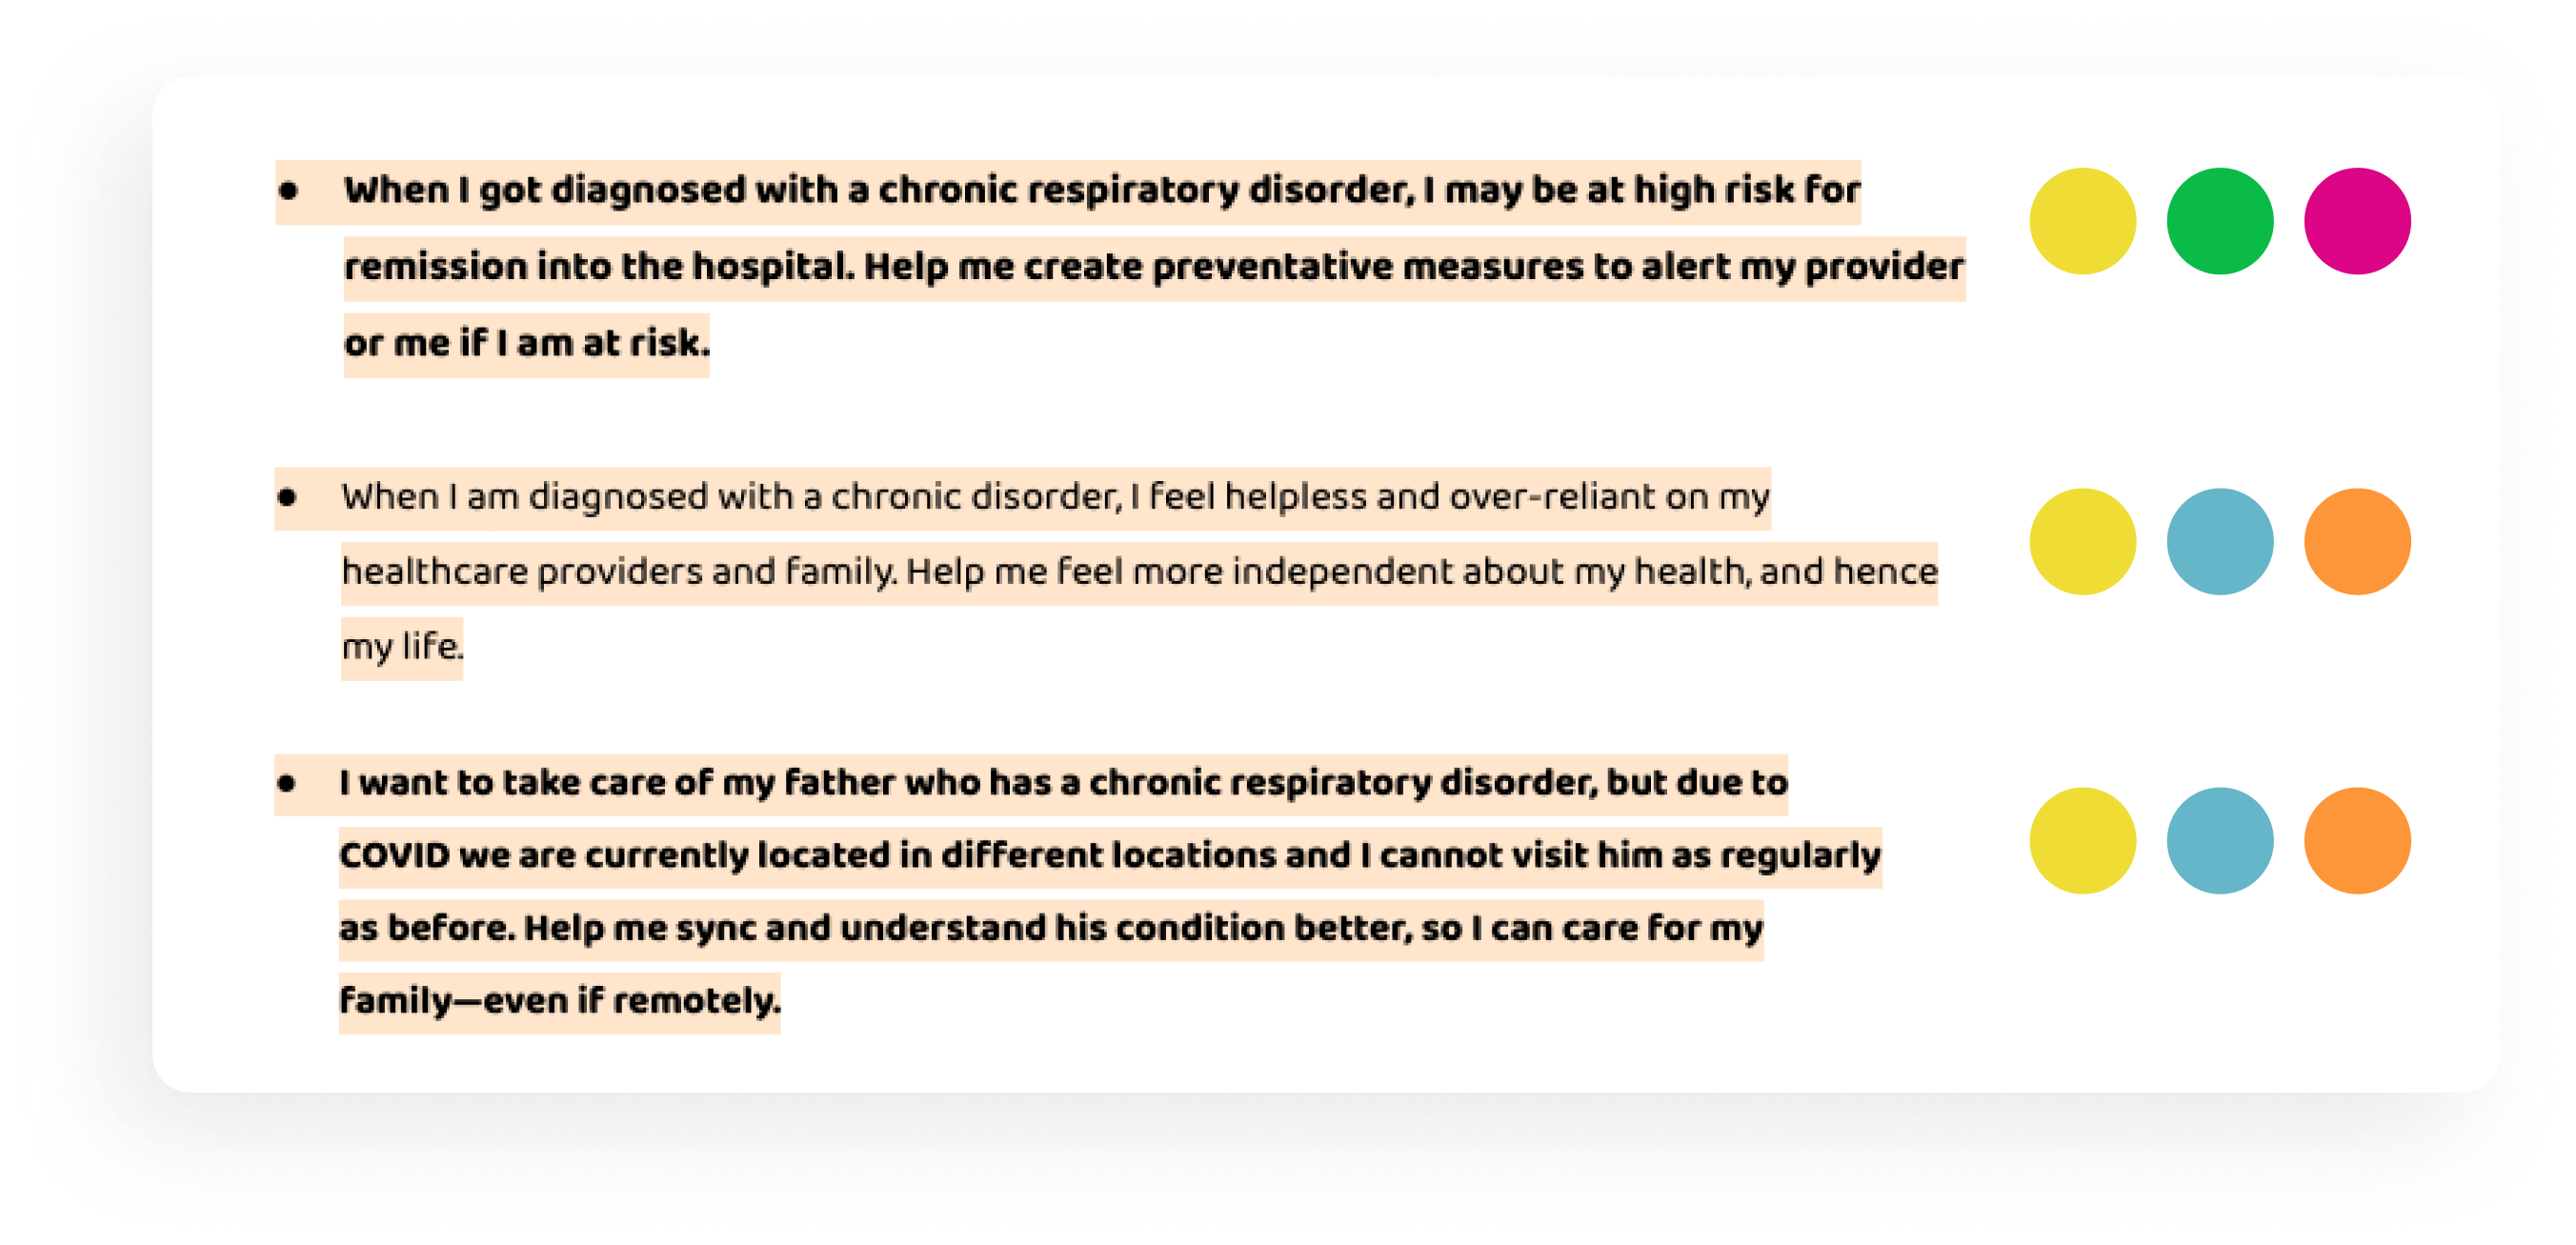 ● When I got diagnosed with a chronic respiratory disorder, I may be at high risk for
remission into the hospital. Help me create preventative measures to alert my provider
or me if I am at risk.
● When I am diagnosed with a chronic disorder, I feel helpless and over-reliant on my
healthcare providers and family. Help me feel more independent about my health, and hence
my life.
● I want to take care of my father who has a chronic respiratory disorder, but due to
COVID we are currently located in different locations and I cannot visit him as regularly
as before. Help me sync and understand his condition better, so I can care for my
family—even if remotely.